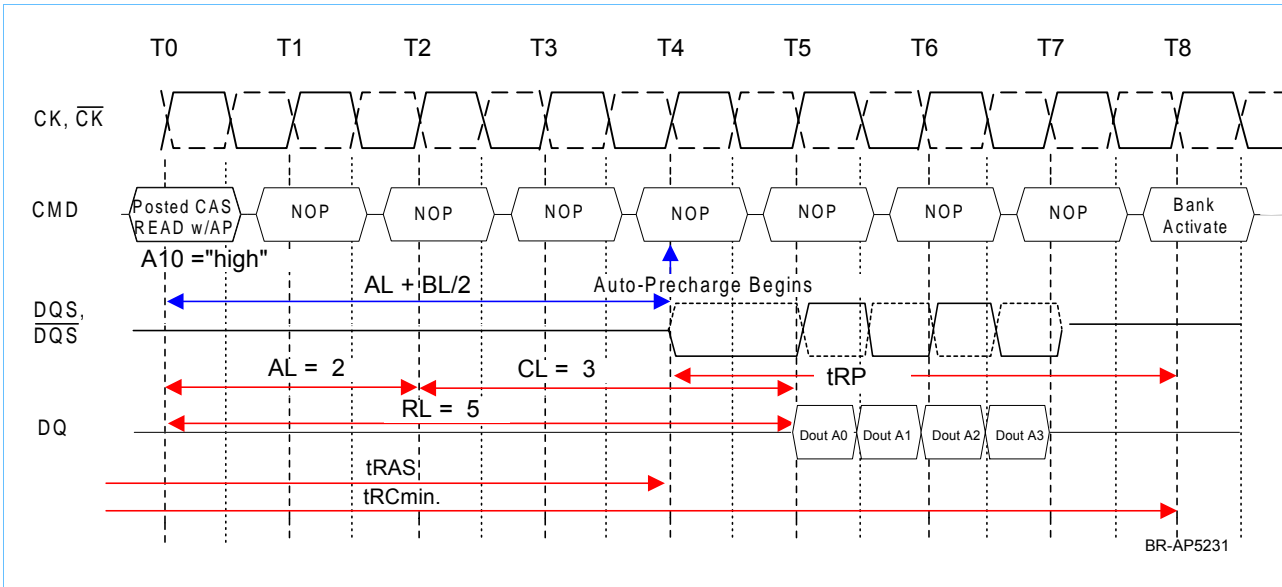 T0 T1 T2 T3 T4 T5 T6 T7 T8
CK, CK
CMD
Posted CAS
READ w/AP
NOP NOP NOP NOP NOP NOP NOP
Bank
Activate
A10 ="high"
AL + BL/2
Auto-Precharge Begins
DQS,
DQS
AL = 2
CL = 3
tRP
RL = 5
DQ
Dout A0 Dout A1 Dout A2 Dout A3
tRAS
tRCmin.
BR-AP5231